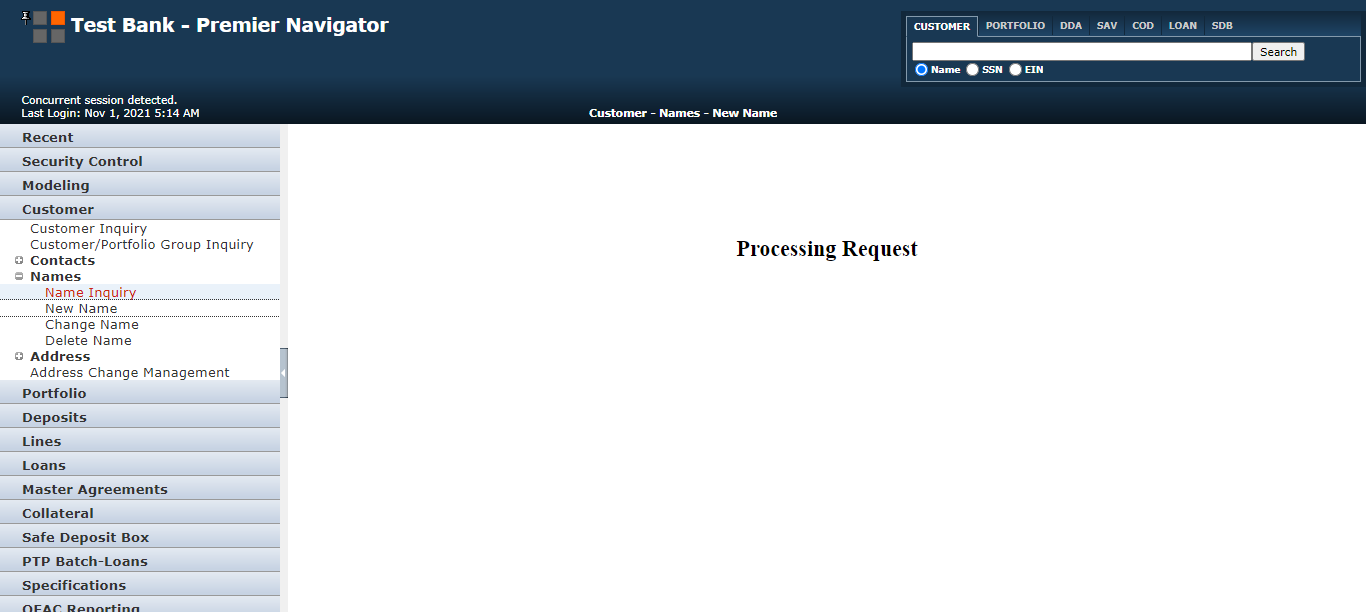 Test Bank - Premier Navigator
CUSTOMER PORTFOLIO DDA SAV COD LOAN SDB
Search
Name SSN EIN
Concurrent session detected.
Last Login: Nov 1, 2021 5:14 AM
Customer - Names - New Name
Recent
Security Control
Modeling
Customer
Customer Inquiry
Customer/Portfolio Group Inquiry
Contacts
Names
Name Inquiry
New Name
Change Name
Delete Name
Address
Address Change Management
Portfolio
Deposits
Lines
Loans
Master Agreements
Collateral
Safe Deposit Box
PTP Batch-Loans
Specifications
OFAC Reporting
Processing Request